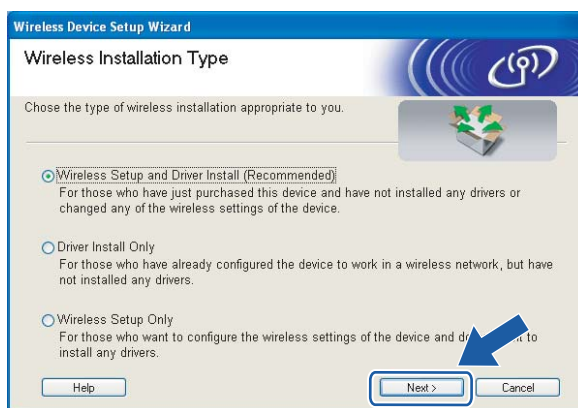 Wireless Device Setup Wizard
Wireless Installation Type
Chose the type of wireless installation appropriate to you.
Wireless Setup and Driver Install (Recommended)
For those who have just purchased this device and have not installed any drivers or
changed any of the wireless settings of the device.
Driver Install Only
For those who have already configured the device to work in a wireless network, but have
not installed any drivers.
Wireless Setup Only
For those who want to configure the wireless settings of the device and to
install any drivers.
Help
Next >
Cancel